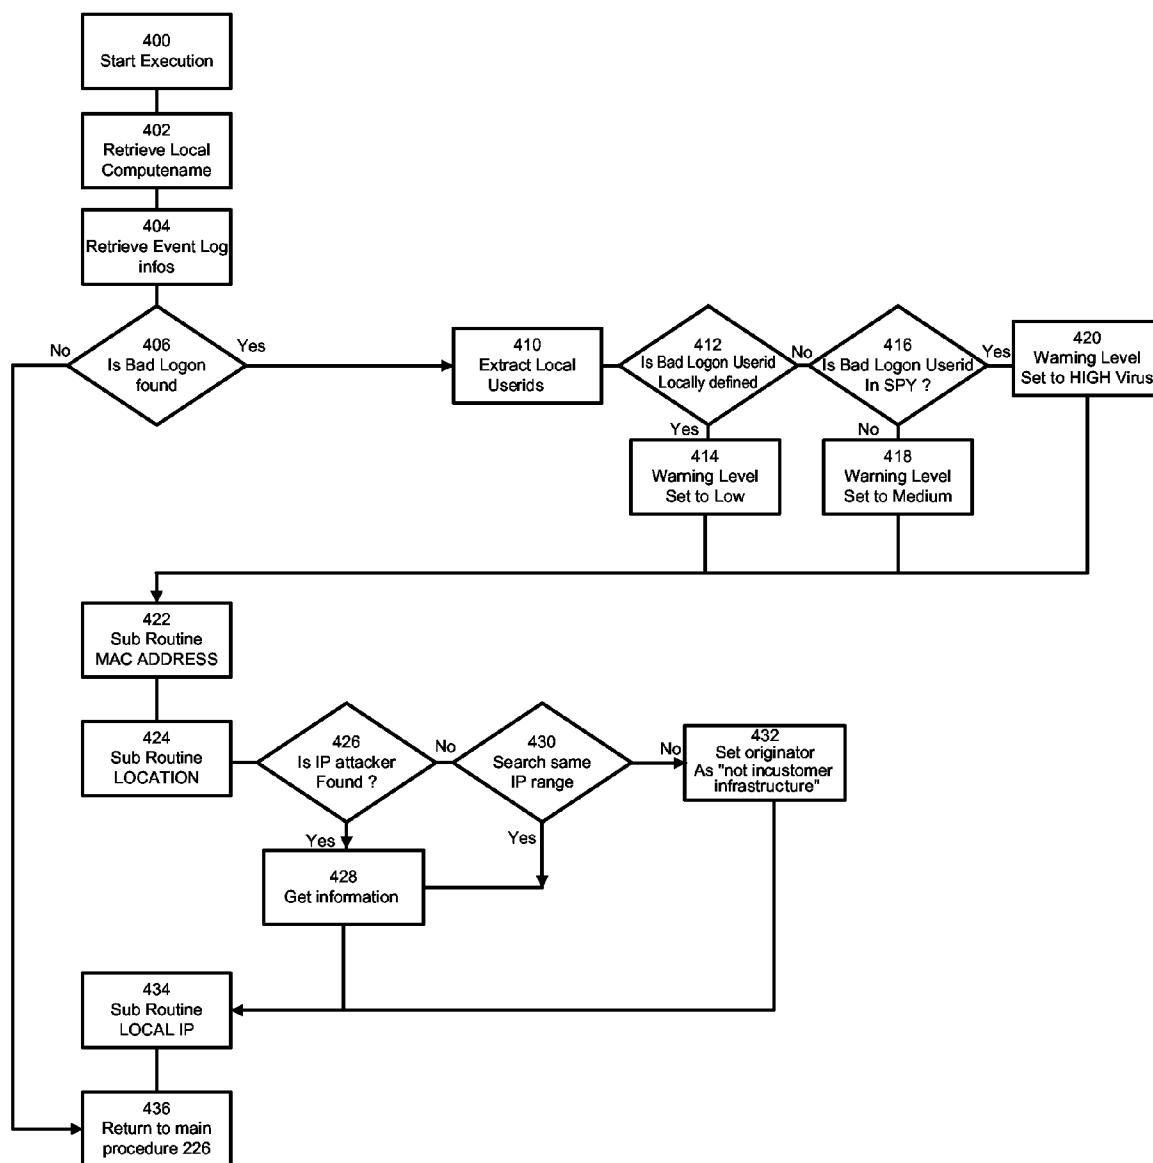 400
Start Execution
402
Retrieve Local
Computename
404
Retrieve Event Log
infos
No
406
Is Bad Logon
found
Yes
410
Extract Local
Userids
412
Is Bad Logon Userid
Locally defined
No
416
Is Bad Logon Userid
In SPY ?
Yes
420
Warning Level
Set to HIGH Virus
Yes
414
Warning Level
Set to Low
No
418
Warning Level
Set to Medium
422
Sub Routine
MAC ADDRESS
424
Sub Routine
LOCATION
426
Is IP attacker
Found ?
No
430
Search same
IP range
No
432
Set originator
As "not incustomer
infrastructure"
Yes
Yes
428
Get information
434
Sub Routine
LOCAL IP
436
Return to main
procedure 226